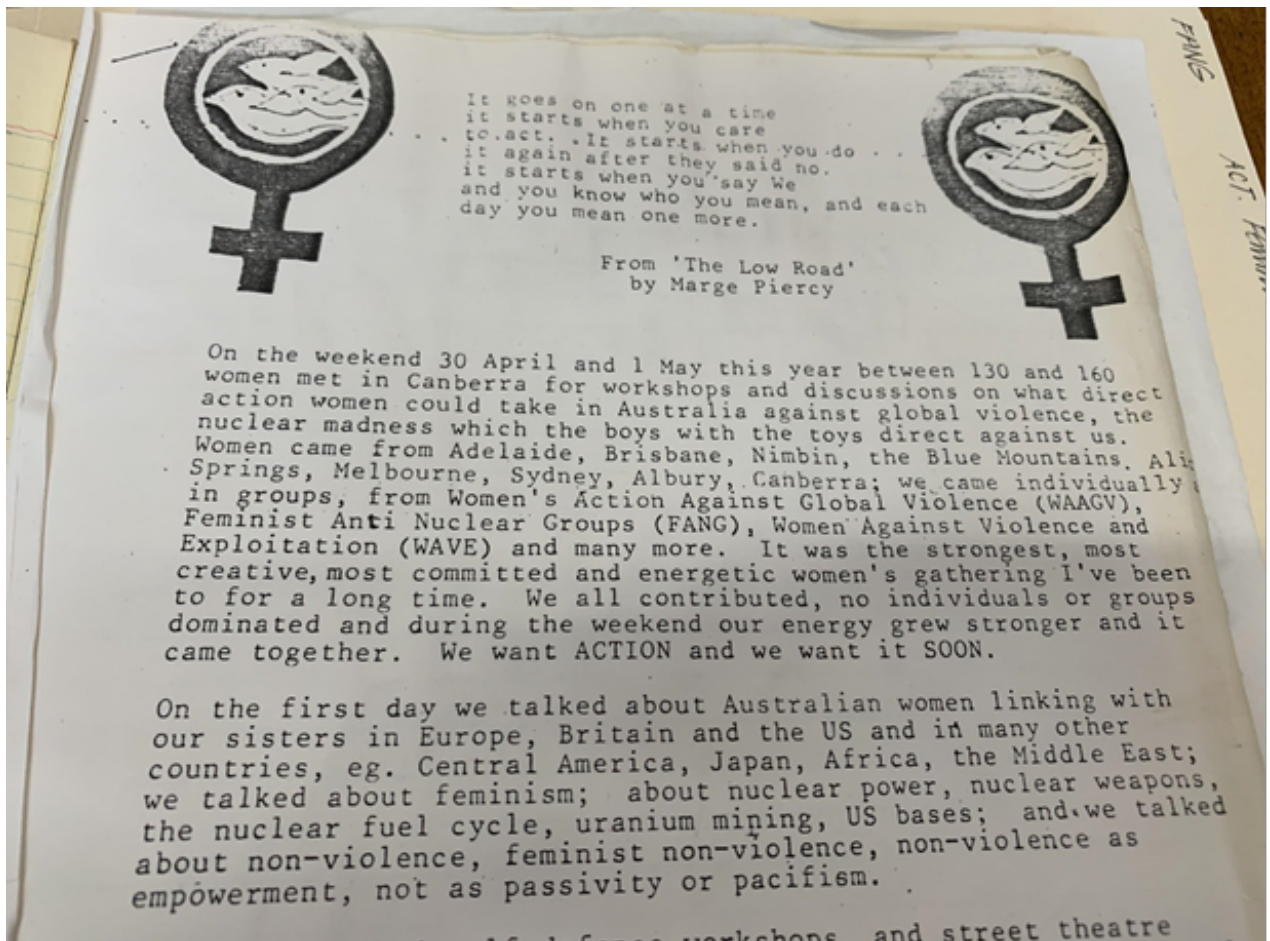 It goes on one at a time
it starts when you care
to act. It starts when you do
it again after they said no.
it starts when you say We
and you know who you mean, and each
day you mean one more.
From 'The Low Road'
by Marge Piercy
On the weekend 30 April and 1 May this year between 130 and 160
women met in Canberra for workshops and discussions on what direct
action women could take in Australia against global violence, the
nuclear madness which the boys with the toys direct against us.
Women came from Adelaide, Brisbane, Nimbin, the Blue Mountains, Ali
Springs, Melbourne, Sydney, Albury, Canberra; we came individually
in groups, from Women's Action Against Global Violence (WAAGV),
Feminist Anti Nuclear Groups (FANG), Women Against Violence and
Exploitation (WAVE) and many more. It was the strongest, most
creative, most committed and energetic women's gathering I've been
to for a long time. We all contributed, no individuals or groups
dominated and during the weekend our energy grew stronger and it
came together. We want ACTION and we want it SOON.
On the first day we talked about Australian women linking with
our sisters in Europe, Britain and the US and in many other
countries, eg. Central America, Japan, Africa, the Middle East;
we talked about feminism; about nuclear power, nuclear weapons,
the nuclear fuel cycle, uranium mining, US bases; and we talked
about non-violence, feminist non-violence, non-violence as
empowerment, not as passivity or pacifism.
workshops, and street theatre
FANG
ACT.